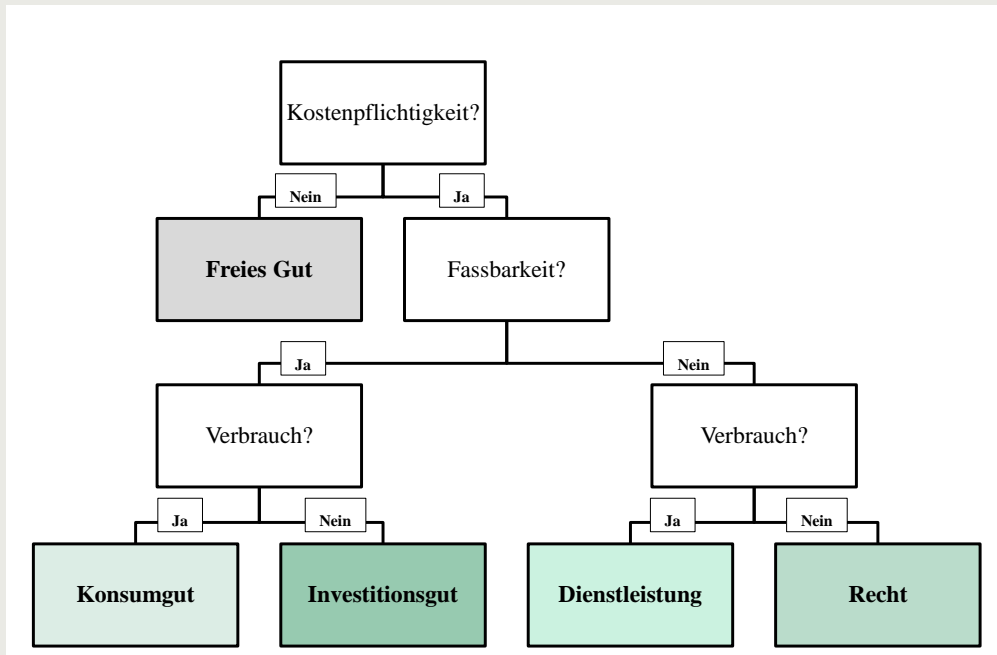 Kostenpflichtigkeit?
Nein
Ja
Freies Gut
Fassbarkeit?
Ja
Nein
Verbrauch?
Verbrauch?
Ja
Nein
Ja
Nein
Konsumgut
Investitionsgut
Dienstleistung
Recht